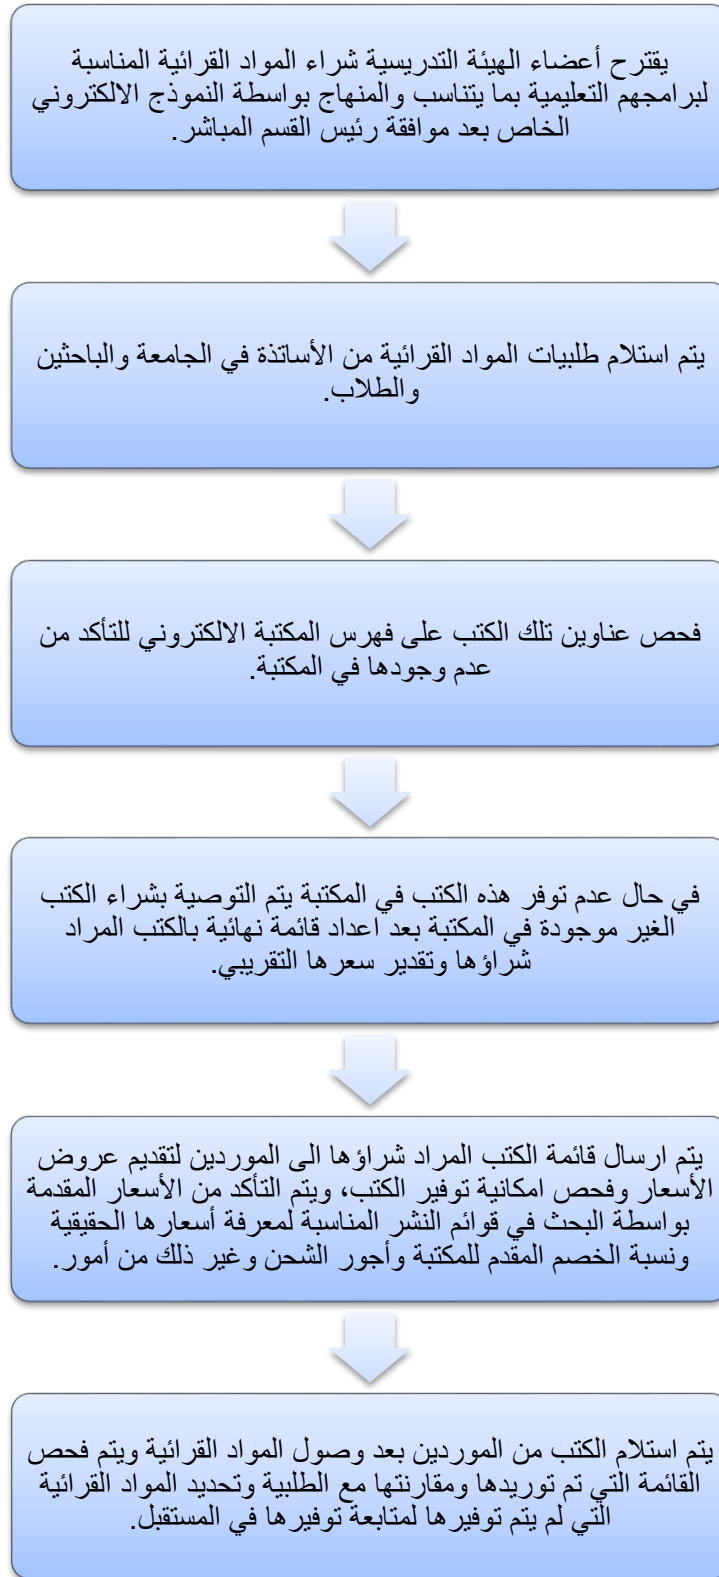 يقترح أعضاء الهيئة التدريسية شراء المواد القرائية المناسبة
لبرامجهم التعليمية بما يتناسب والمنهاج بواسطة النموذج الالكتروني
الخاص بعد موافقة رئيس القسم المباشر.
يتم استلام طلبيات المواد القرائية من الأساتذة في الجامعة والباحثين
والطلاب.
فحص عناوين تلك الكتب على فهرس المكتبة الالكتروني للتأكد من
عدم وجودها في المكتبة.
في حال عدم توفر هذه الكتب في المكتبة يتم التوصية بشراء الكتب
الغير موجودة في المكتبة بعد اعداد قائمة نهائية بالكتب المراد
شراؤها وتقدير سعرها التقريبي.
يتم ارسال قائمة الكتب المراد شراؤها الى الموردين لتقديم عروض
الأسعار وفحص امكانية توفير الكتب، ويتم التأكد من الأسعار المقدمة
بواسطة البحث في قوائم النشر المناسبة لمعرفة أسعارها الحقيقية
ونسبة الخصم المقدم للمكتبة وأجور الشحن وغير ذلك من أمور.
يتم استلام الكتب من الموردين بعد وصول المواد القرائية ويتم فحص
القائمة التي تم توريدها ومقارنتها مع الطلبية وتحديد المواد القرائية
التي لم يتم توفيرها لمتابعة توفيرها في المستقبل.